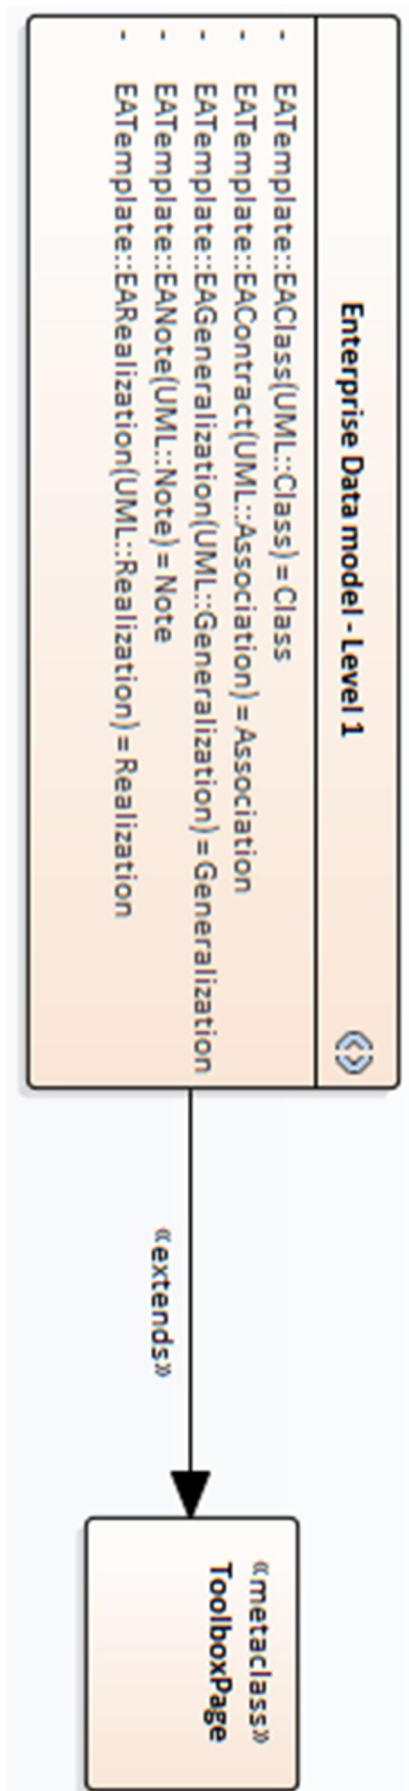 Enterprise Data model - Level 1
- EATemplate::EAClass(UML::Class) = Class
- EATemplate::EAContract(UML::Association) = Association
- EATemplate::EAGeneralization(UML::Generalization) = Generalization
- EATemplate::EANote(UML::Note) = Note
- EATemplate::EARealization(UML::Realization) = Realization
«extends»
«metaclass»
ToolboxPage